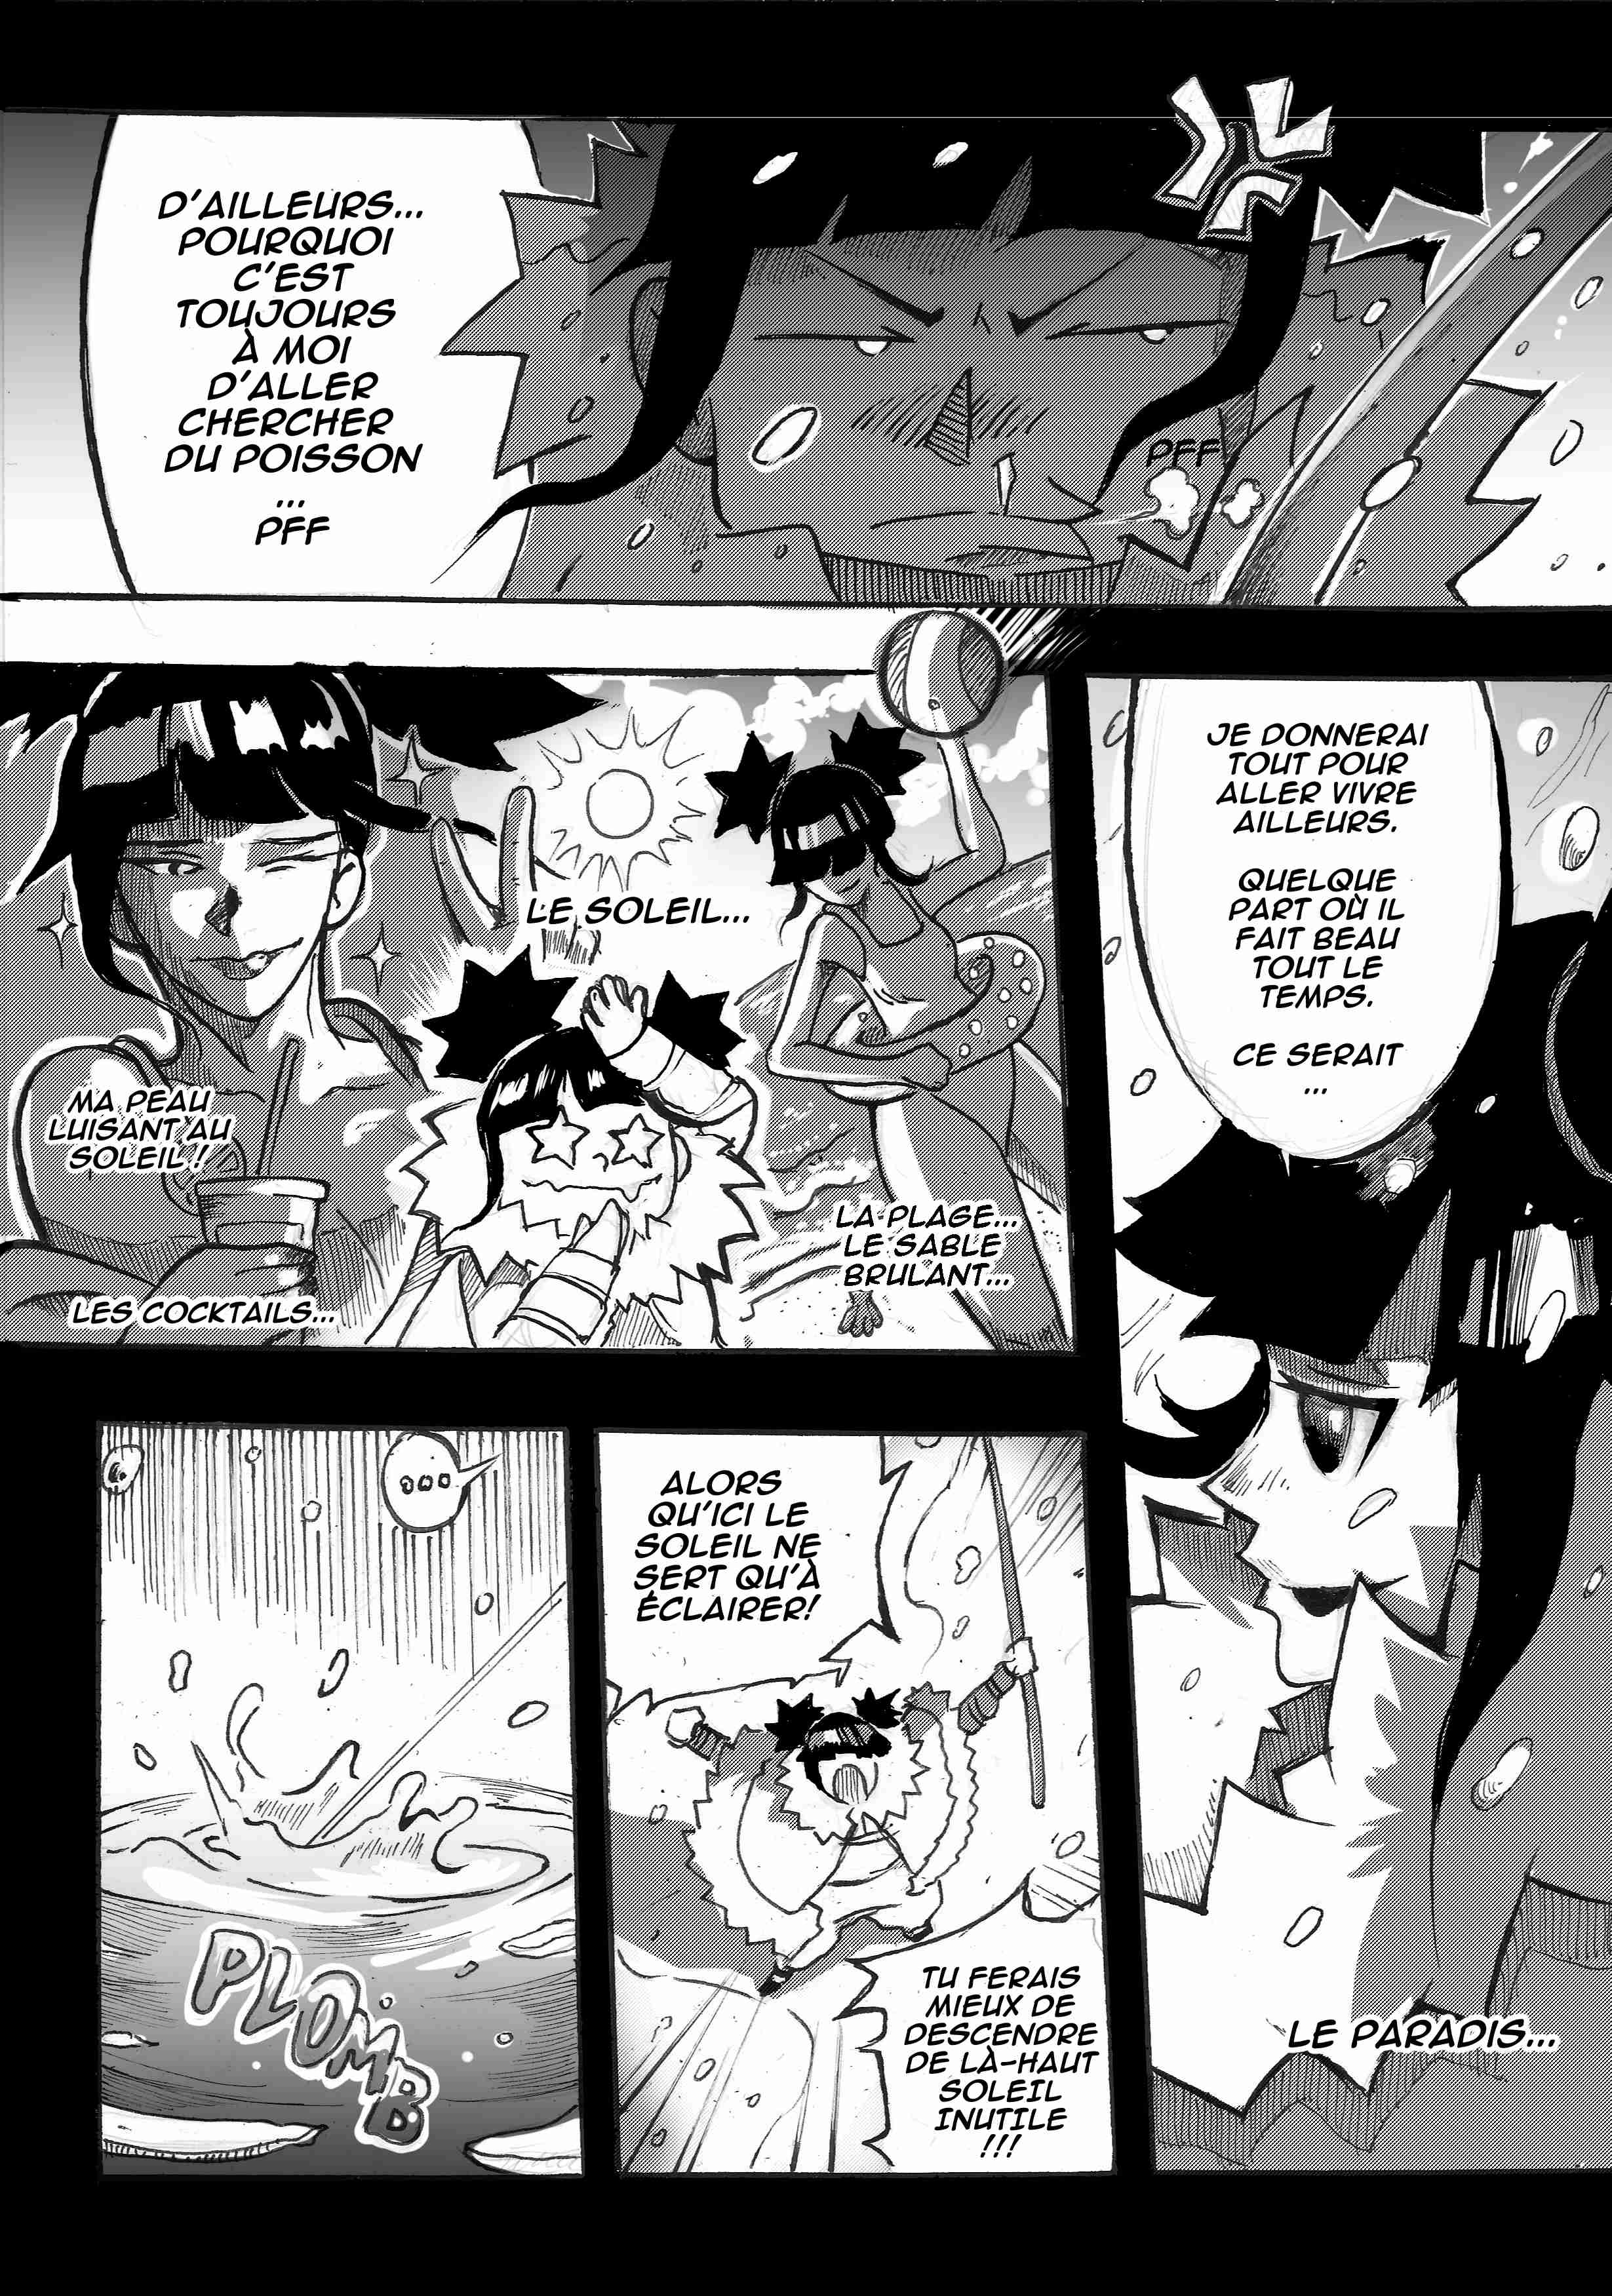 D'AILLEURS...
POURQUOI
C'EST
TOUJOURS
À MOI
D'ALLER
CHERCHER
DU POISSON
...
PFF
PFF
JE DONNERAI
TOUT POUR
ALLER VIVRE
AILLEURS.
QUELQUE
PART OÙ IL
FAIT BEAU
TOUT LE
TEMPS.
CE SERAIT
...
LE PARADIS...
LE SOLEIL...
LA PLAGE...
LE SABLE
BRULANT...
MA PEAU
LUISANT AU
SOLEIL !
LES COCKTAILS...
ALORS
QU'ICI LE
SOLEIL NE
SERT QU'À
ÉCLAIRER!
TU FERAIS
MIEUX DE
DESCENDRE
DE LÀ-HAUT
SOLEIL
INUTILE
!!!
...
PLOMB